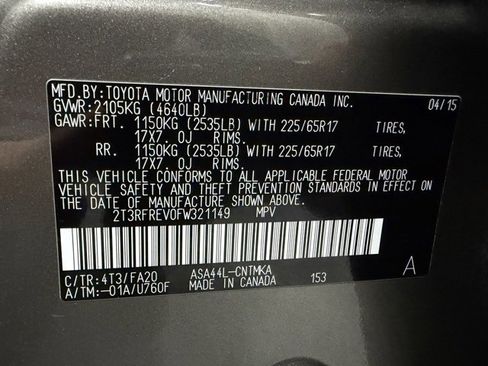 MFD.BY:TOYOTA MOTOR MANUFACTURING CANADA INC. 04/15
GVWR:2105KG (4640LB)
GAWR:FRT. 1150KG (2535LB) WITH 225/65R17 TIRES,
17X7. OJ RIMS.
RR. 1150KG (2535LB) WITH 225/65R17 TIRES,
17X7. OJ RIMS.
THIS VEHICLE CONFORMS TO ALL APPLICABLE FEDERAL MOTOR
VEHICLE SAFETY AND THEFT PREVENTION STANDARDS IN EFFECT ON
THE DATE OF MANUFACTURE SHOWN ABOVE.
2T3RFREV0FW321149 MPV
C/TR:4T3/FA20 ASA44L-CNTMKA
A/TM:-01A/U760F MADE IN CANADA 153 A